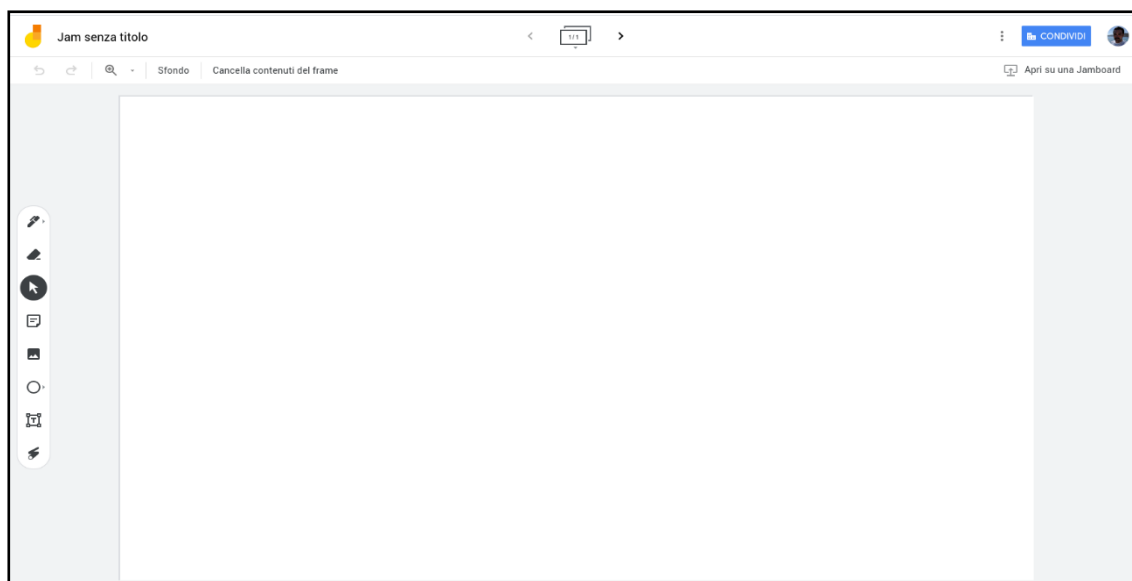 Jam senza titolo
1/1
CONDIVIDI
Sfondo
Cancella contenuti del frame
Apri su una Jamboard